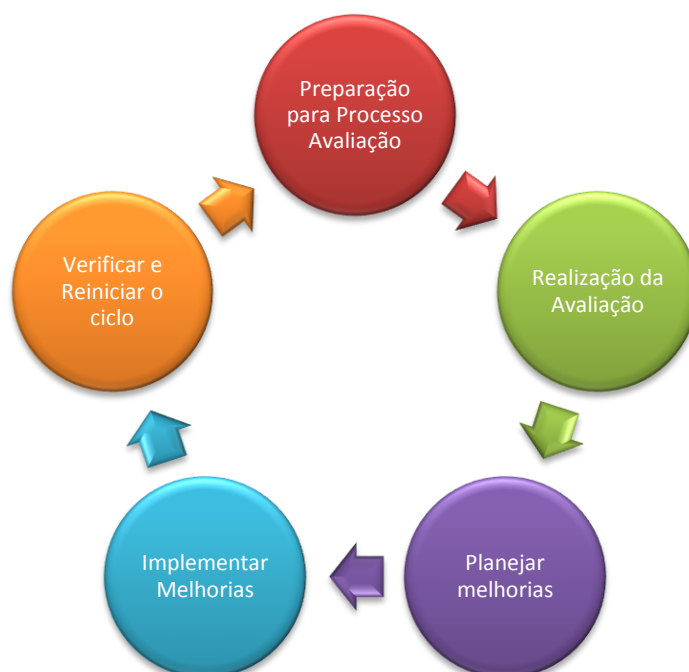 Preparação
para Processo
Avaliação
Realização da
Avaliação
Planejar
melhorias
Implementar
Melhorias
Verificar e
Reiniciar o
ciclo